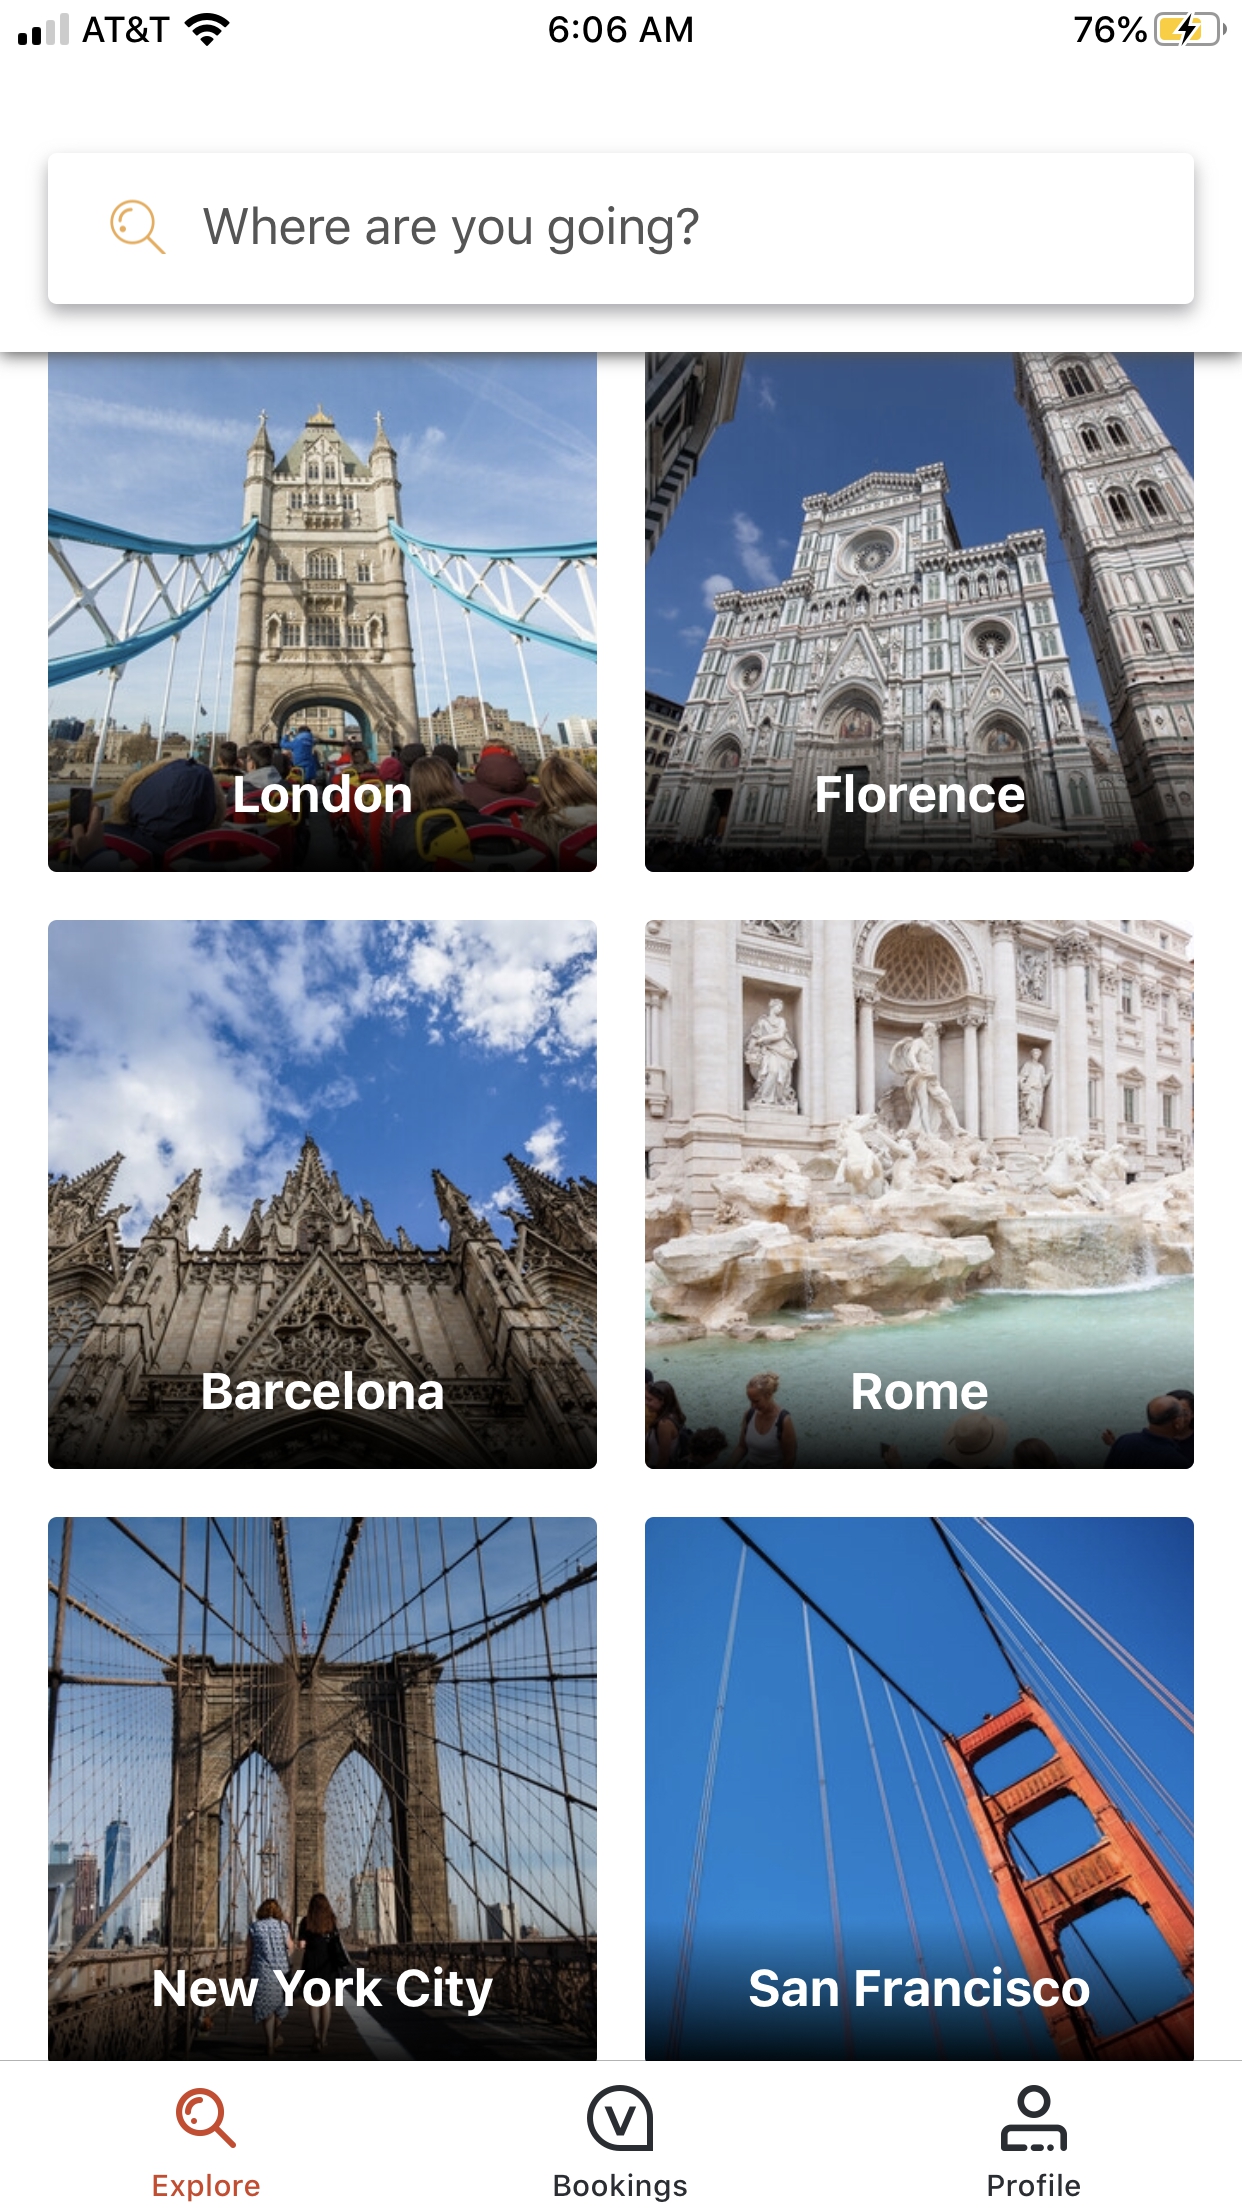 AT&T
6:06 AM
76%
Where are you going?
London
Florence
Barcelona
Rome
New York City
San Francisco
Explore
Bookings
Profile